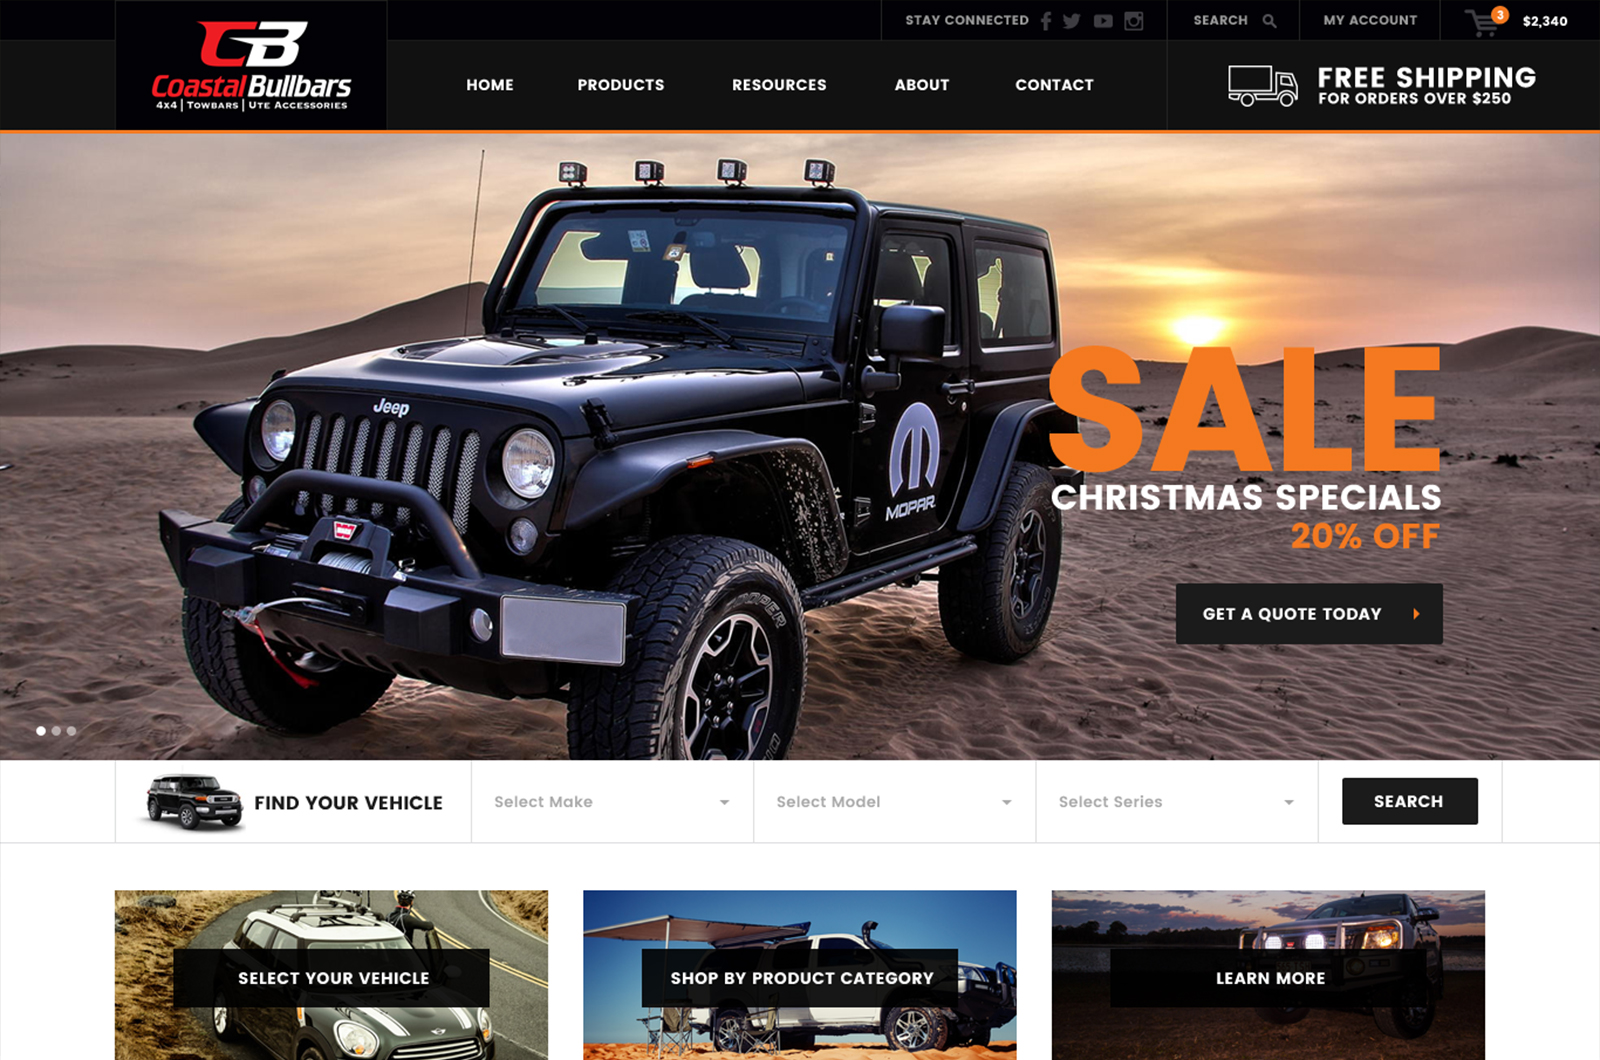 STAY CONNECTED
SEARCH
MY ACCOUNT
3
$2,340
CB
Coastal Bullbars
4x4 | TOWBARS | UTE ACCESSORIES
HOME
PRODUCTS
RESOURCES
ABOUT
CONTACT
FREE SHIPPING
FOR ORDERS OVER $250
Jeep
MOPAR
WARN
COOPER
SALE
CHRISTMAS SPECIALS
20% OFF
GET A QUOTE TODAY
FIND YOUR VEHICLE
Select Make
Select Model
Select Series
SEARCH
SELECT YOUR VEHICLE
SHOP BY PRODUCT CATEGORY
LEARN MORE